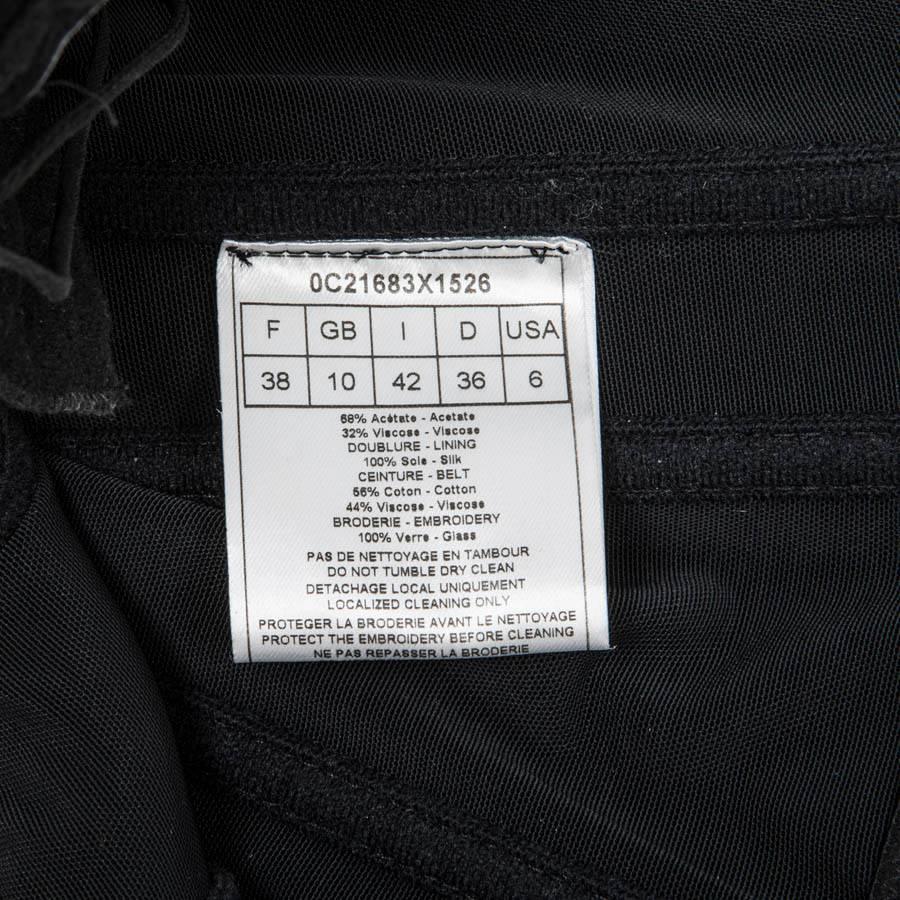 0C21683X1526
F GB I D USA
38 10 42 36 6
68% Acétate - Acetate
32% Viscose - Viscose
DOUBLURE - LINING
100% Soie - Silk
CEINTURE - BELT
56% Coton - Cotton
44% Viscose - Viscose
BRODERIE - EMBROIDERY
100% Verre - Glass
PAS DE NETTOYAGE EN TAMBOUR
DO NOT TUMBLE DRY CLEAN
DETACHAGE LOCAL UNIQUEMENT
LOCALIZED CLEANING ONLY
PROTEGER LA BRODERIE AVANT LE NETTOYAGE
PROTECT THE EMBROIDERY BEFORE CLEANING
NE PAS REPASSER LA BRODERIE